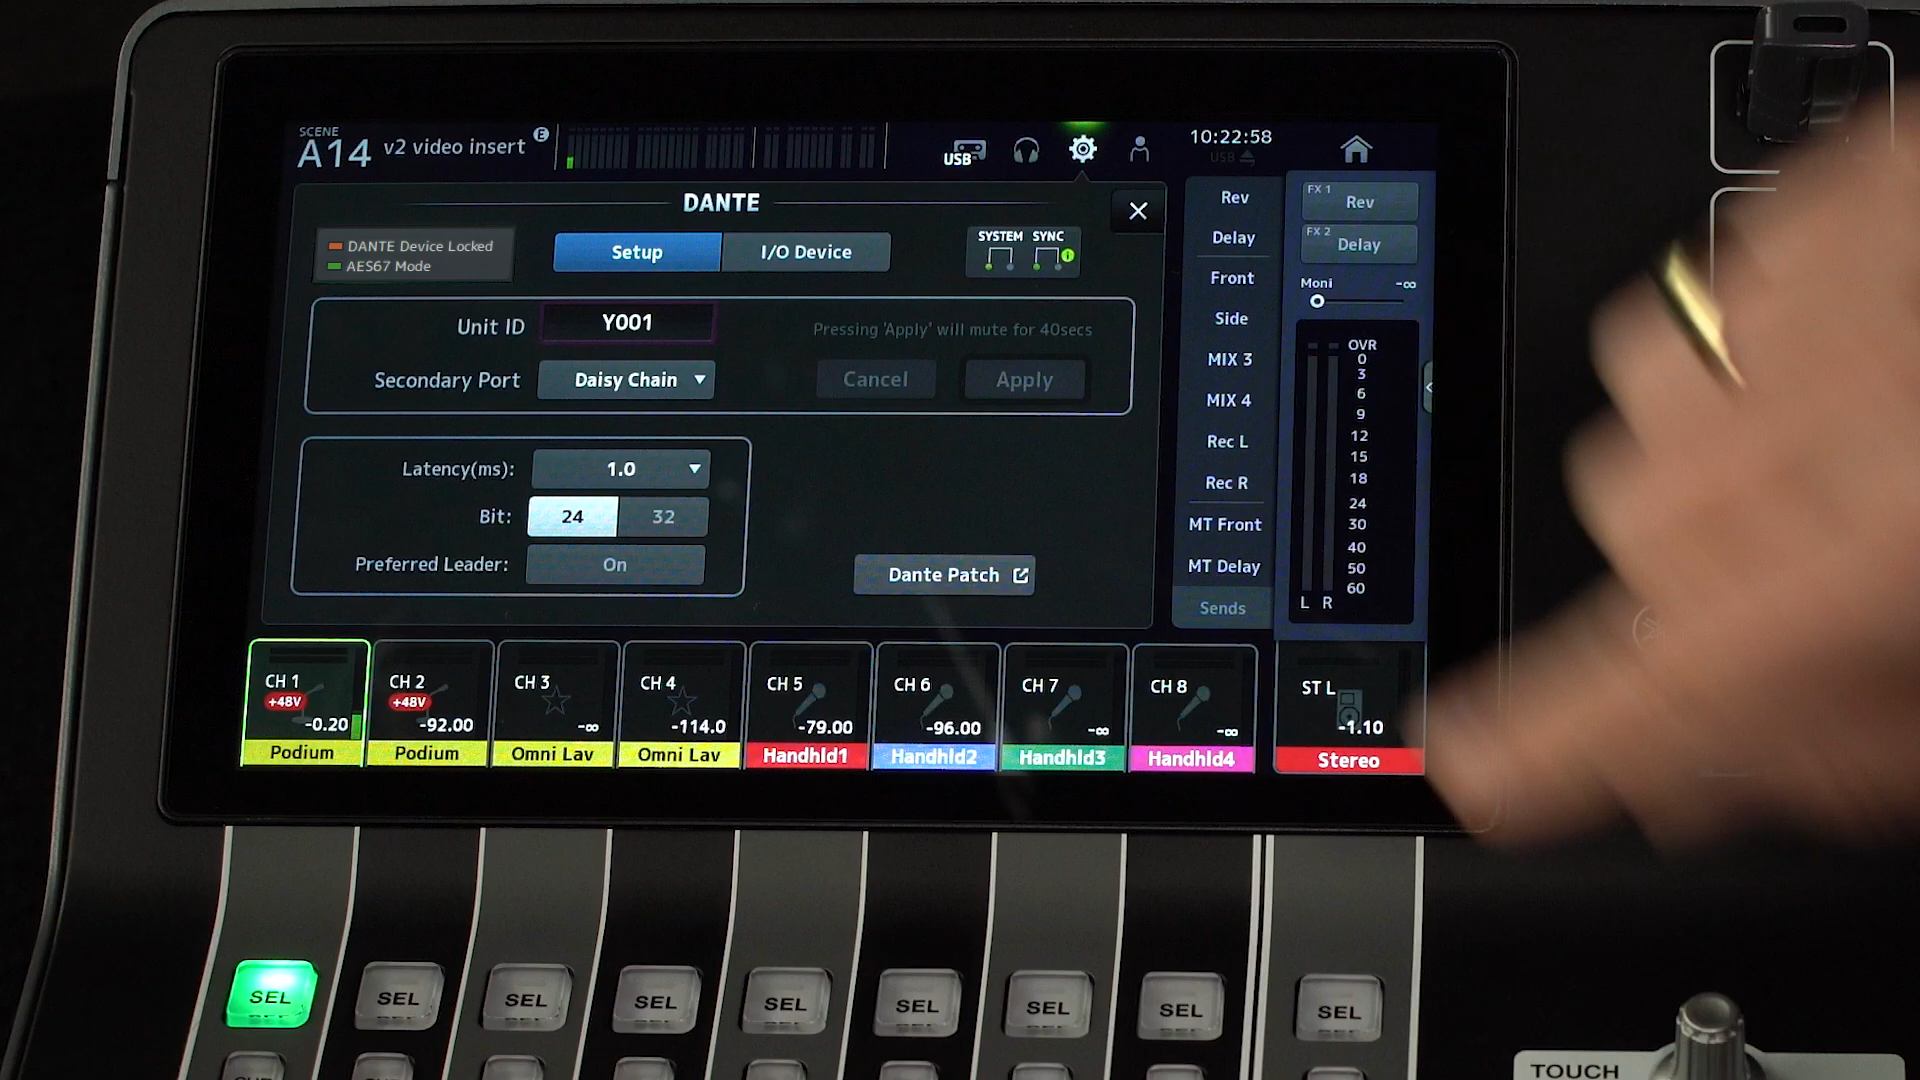 SCENE
A14 v2 video insert E
USB
10:22:58
USB
DANTE
DANTE Device Locked
AES67 Mode
Setup
I/O Device
SYSTEM SYNC
Unit ID
Y001
Pressing 'Apply' will mute for 40secs
Secondary Port
Daisy Chain
Cancel
Apply
Latency(ms):
1.0
Bit:
24
32
Preferred Leader:
On
Dante Patch
Rev
Delay
Front
Side
MIX 3
MIX 4
Rec L
Rec R
MT Front
MT Delay
Sends
FX 1
Rev
FX 2
Delay
Moni -∞
OVR
0
3
6
9
12
15
18
24
30
40
50
60
L R
CH 1
+48V
-0.20
Podium
CH 2
+48V
-92.00
Podium
CH 3
-∞
Omni Lav
CH 4
-114.0
Omni Lav
CH 5
-79.00
Handhld1
CH 6
-96.00
Handhld2
CH 7
-∞
Handhld3
CH 8
-∞
Handhld4
ST L
-1.10
Stereo
SEL
SEL
SEL
SEL
SEL
SEL
SEL
SEL
SEL
TOUCH